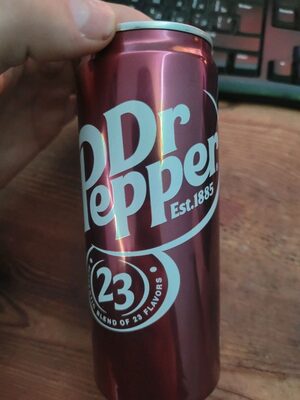 Dr
Pepper
Est.1885
23
BLEND OF 23 FLAVORS